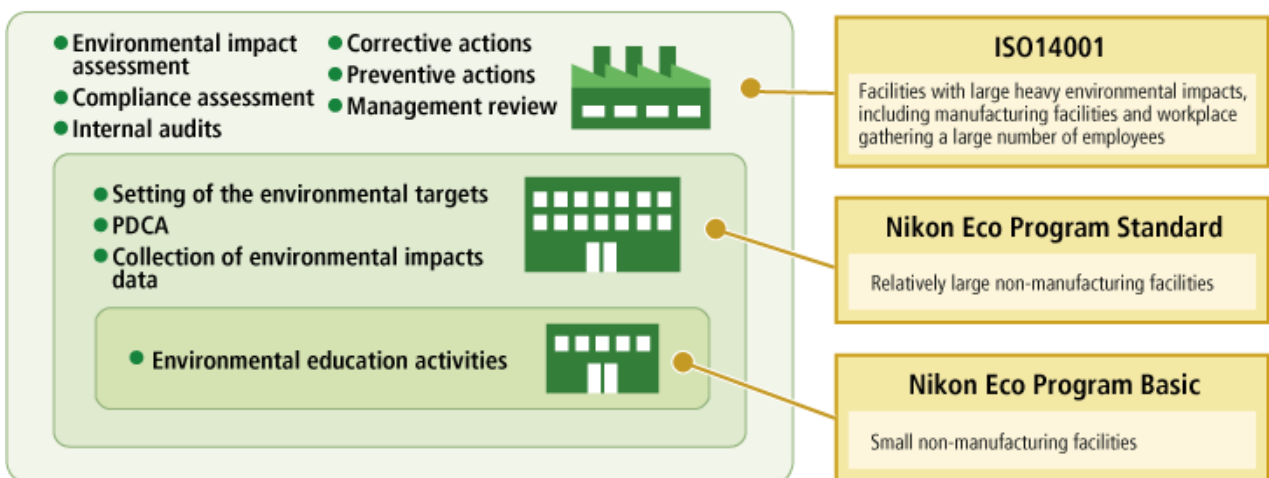 Environmental impact
assessment
Compliance assessment
Internal audits
Corrective actions
Preventive actions
Management review
ISO14001
Facilities with large heavy environmental impacts,
including manufacturing facilities and workplace
gathering a large number of employees
Setting of the environmental targets
PDCA
Collection of environmental impacts
data
Nikon Eco Program Standard
Relatively large non-manufacturing facilities
Environmental education activities
Nikon Eco Program Basic
Small non-manufacturing facilities